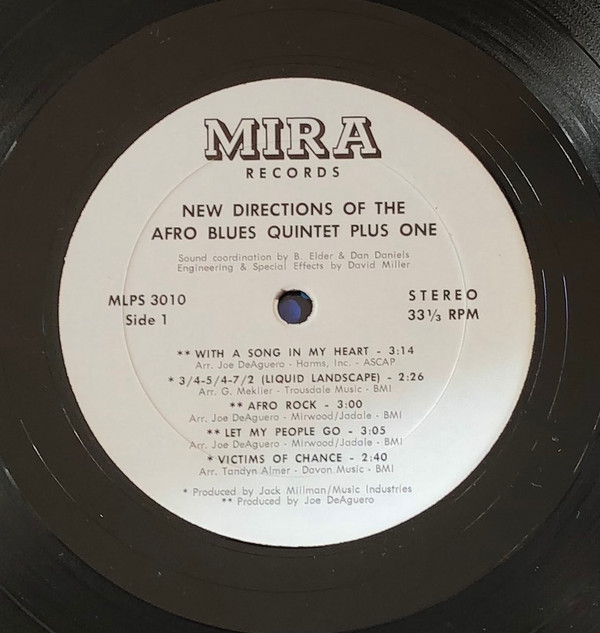 MIRA
RECORDS
NEW DIRECTIONS OF THE
AFRO BLUES QUINTET PLUS ONE
Sound coordination by B. Elder & Dan Daniels
Engineering & Special Effects by David Miller
MLPS 3010
Side 1
STEREO
33⅓ RPM
** WITH A SONG IN MY HEART - 3:14
Arr. Joe DeAguero - Harms, Inc. - ASCAP
* 3/4-5/4-7/2 (LIQUID LANDSCAPE) - 2:26
Arr. G. Meklier - Trousdale Music - BMI
** AFRO ROCK - 3:00
Arr. Joe DeAguero - Mirwood/Jadale - BMI
** LET MY PEOPLE GO - 3:05
Arr. Joe DeAguero - Mirwood/Jadale - BMI
* VICTIMS OF CHANCE - 2:40
Arr. Tandyn Almer - Davon Music - BMI
* Produced by Jack Millman/Music Industries
** Produced by Joe DeAguero